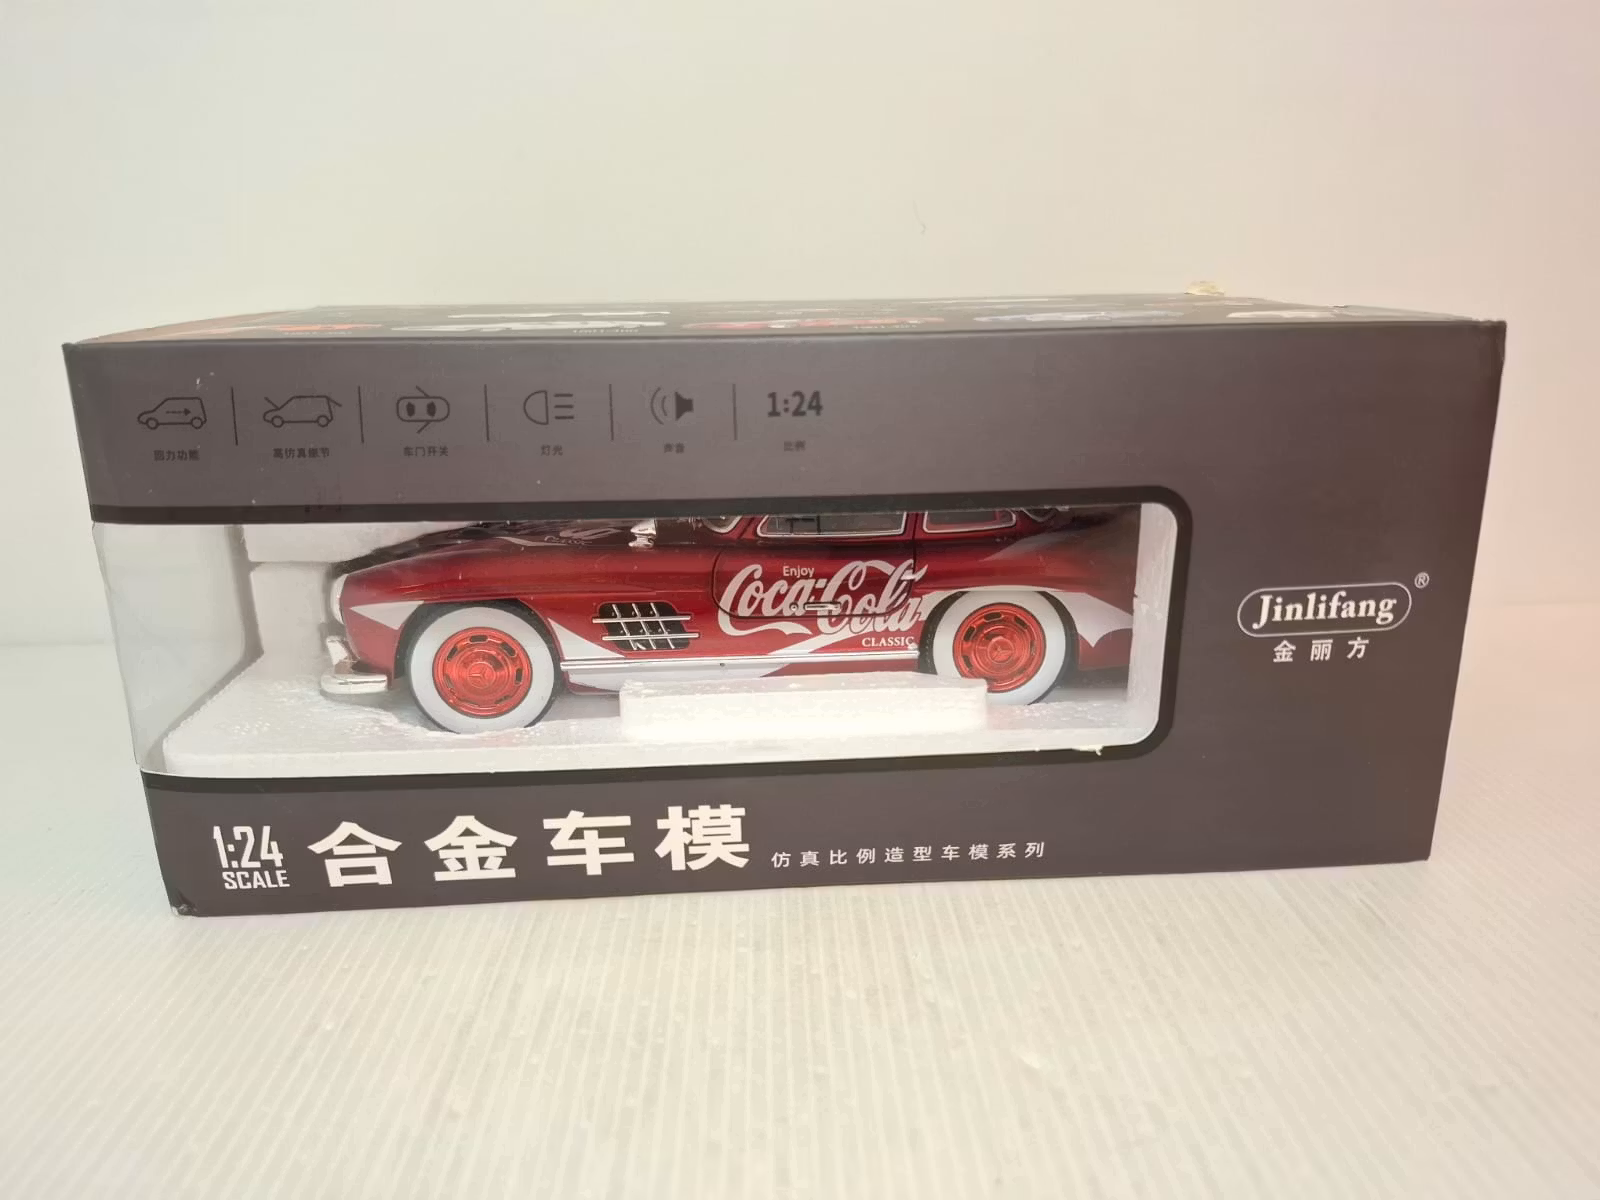 1:24
回力功能
高仿真细节
车门开关
灯光
声音
比例
Enjoy
Coca-Cola
CLASSIC
Jinlifang®
金丽方
1:24
SCALE
合金车模
仿真比例造型车模系列